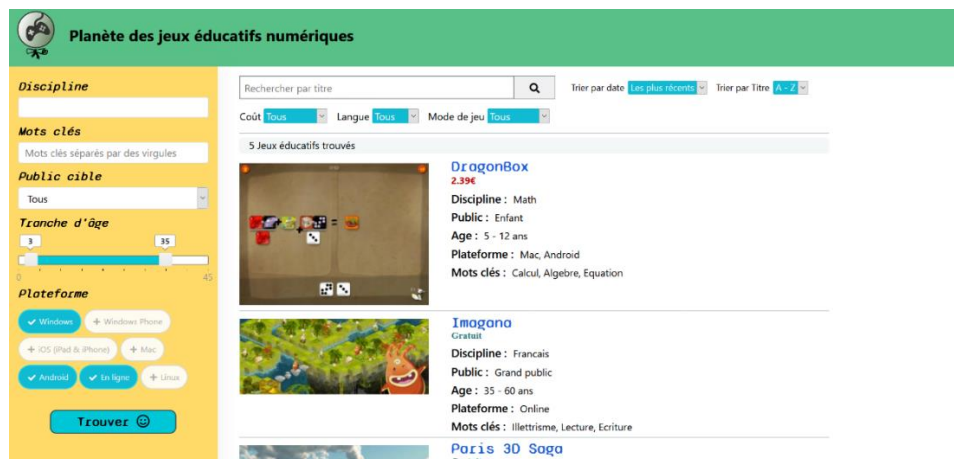 Planète des jeux éducatifs numériques
Discipline
Mots clés
Mots clés séparés par des virgules
Public cible
Tous
Tranche d'âge
3 35
0 45
Plateforme
Windows Windows Phone
iOS (iPad & iPhone) Mac
Android En ligne Linux
Trouver
Rechercher par titre Trier par date Les plus récents Trier par Titre A - Z
Coût Tous Langue Tous Mode de jeu Tous
5 Jeux éducatifs trouvés
DragonBox
2.39€
Discipline : Math
Public : Enfant
Age : 5 - 12 ans
Plateforme : Mac, Android
Mots clés : Calcul, Algebre, Equation
Imagana
Gratuit
Discipline : Francais
Public : Grand public
Age : 35 - 60 ans
Plateforme : Online
Mots clés : Illettrisme, Lecture, Ecriture
Paris 3D Saga